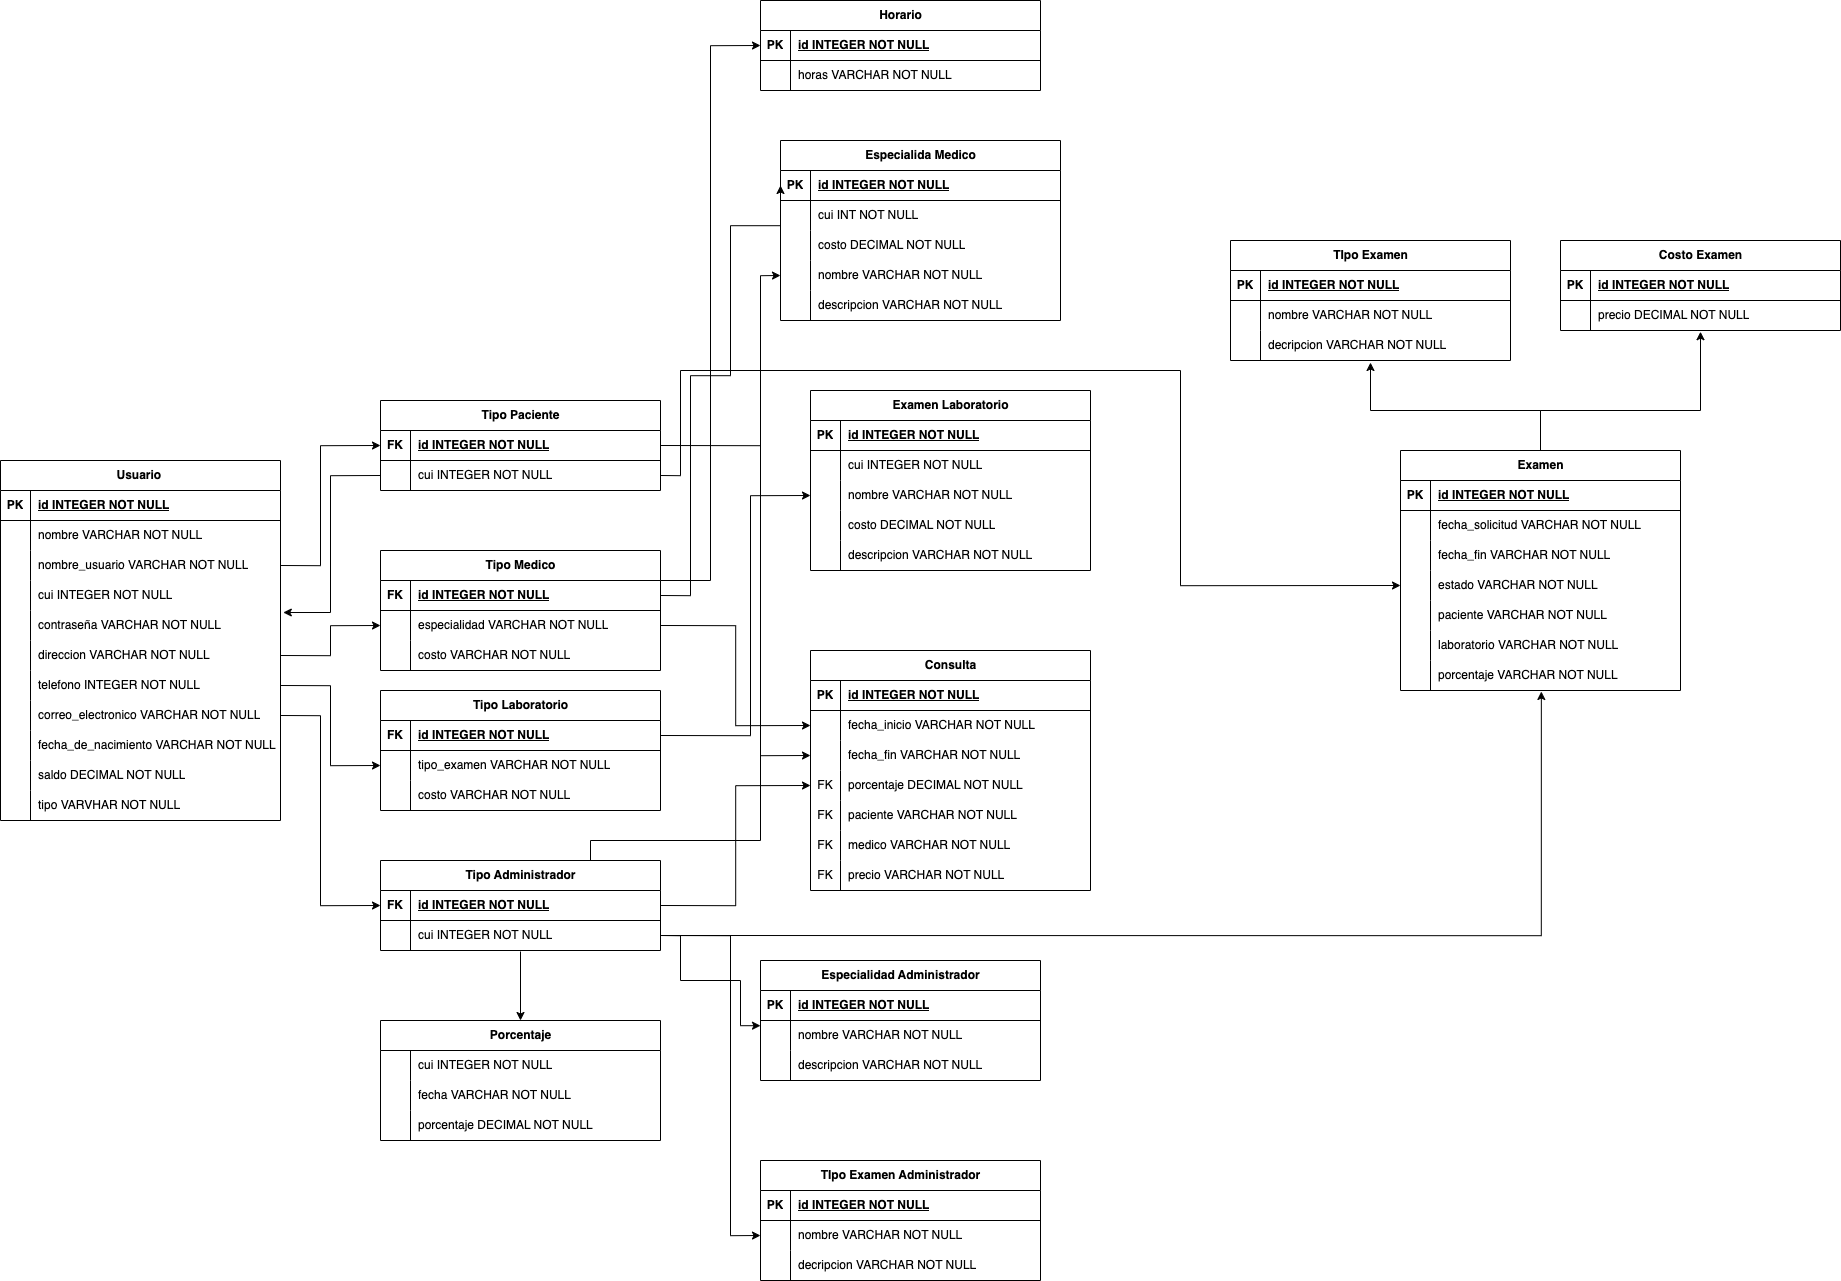 Horario
PK id INTEGER NOT NULL
horas VARCHAR NOT NULL
Especialida Medico
PK id INTEGER NOT NULL
cui INT NOT NULL
costo DECIMAL NOT NULL
nombre VARCHAR NOT NULL
descripcion VARCHAR NOT NULL
TIpo Examen
PK id INTEGER NOT NULL
nombre VARCHAR NOT NULL
decripcion VARCHAR NOT NULL
Costo Examen
PK id INTEGER NOT NULL
precio DECIMAL NOT NULL
Tipo Paciente
FK id INTEGER NOT NULL
cui INTEGER NOT NULL
Examen Laboratorio
PK id INTEGER NOT NULL
cui INTEGER NOT NULL
nombre VARCHAR NOT NULL
costo DECIMAL NOT NULL
descripcion VARCHAR NOT NULL
Examen
PK id INTEGER NOT NULL
fecha_solicitud VARCHAR NOT NULL
fecha_fin VARCHAR NOT NULL
estado VARCHAR NOT NULL
paciente VARCHAR NOT NULL
laboratorio VARCHAR NOT NULL
porcentaje VARCHAR NOT NULL
Usuario
PK id INTEGER NOT NULL
nombre VARCHAR NOT NULL
nombre_usuario VARCHAR NOT NULL
cui INTEGER NOT NULL
contraseña VARCHAR NOT NULL
direccion VARCHAR NOT NULL
telefono INTEGER NOT NULL
correo_electronico VARCHAR NOT NULL
fecha_de_nacimiento VARCHAR NOT NULL
saldo DECIMAL NOT NULL
tipo VARVHAR NOT NULL
Tipo Medico
FK id INTEGER NOT NULL
especialidad VARCHAR NOT NULL
costo VARCHAR NOT NULL
Tipo Laboratorio
FK id INTEGER NOT NULL
tipo_examen VARCHAR NOT NULL
costo VARCHAR NOT NULL
Consulta
PK id INTEGER NOT NULL
fecha_inicio VARCHAR NOT NULL
fecha_fin VARCHAR NOT NULL
FK porcentaje DECIMAL NOT NULL
FK paciente VARCHAR NOT NULL
FK medico VARCHAR NOT NULL
FK precio VARCHAR NOT NULL
Tipo Administrador
FK id INTEGER NOT NULL
cui INTEGER NOT NULL
Especialidad Administrador
PK id INTEGER NOT NULL
nombre VARCHAR NOT NULL
descripcion VARCHAR NOT NULL
Porcentaje
cui INTEGER NOT NULL
fecha VARCHAR NOT NULL
porcentaje DECIMAL NOT NULL
TIpo Examen Administrador
PK id INTEGER NOT NULL
nombre VARCHAR NOT NULL
decripcion VARCHAR NOT NULL